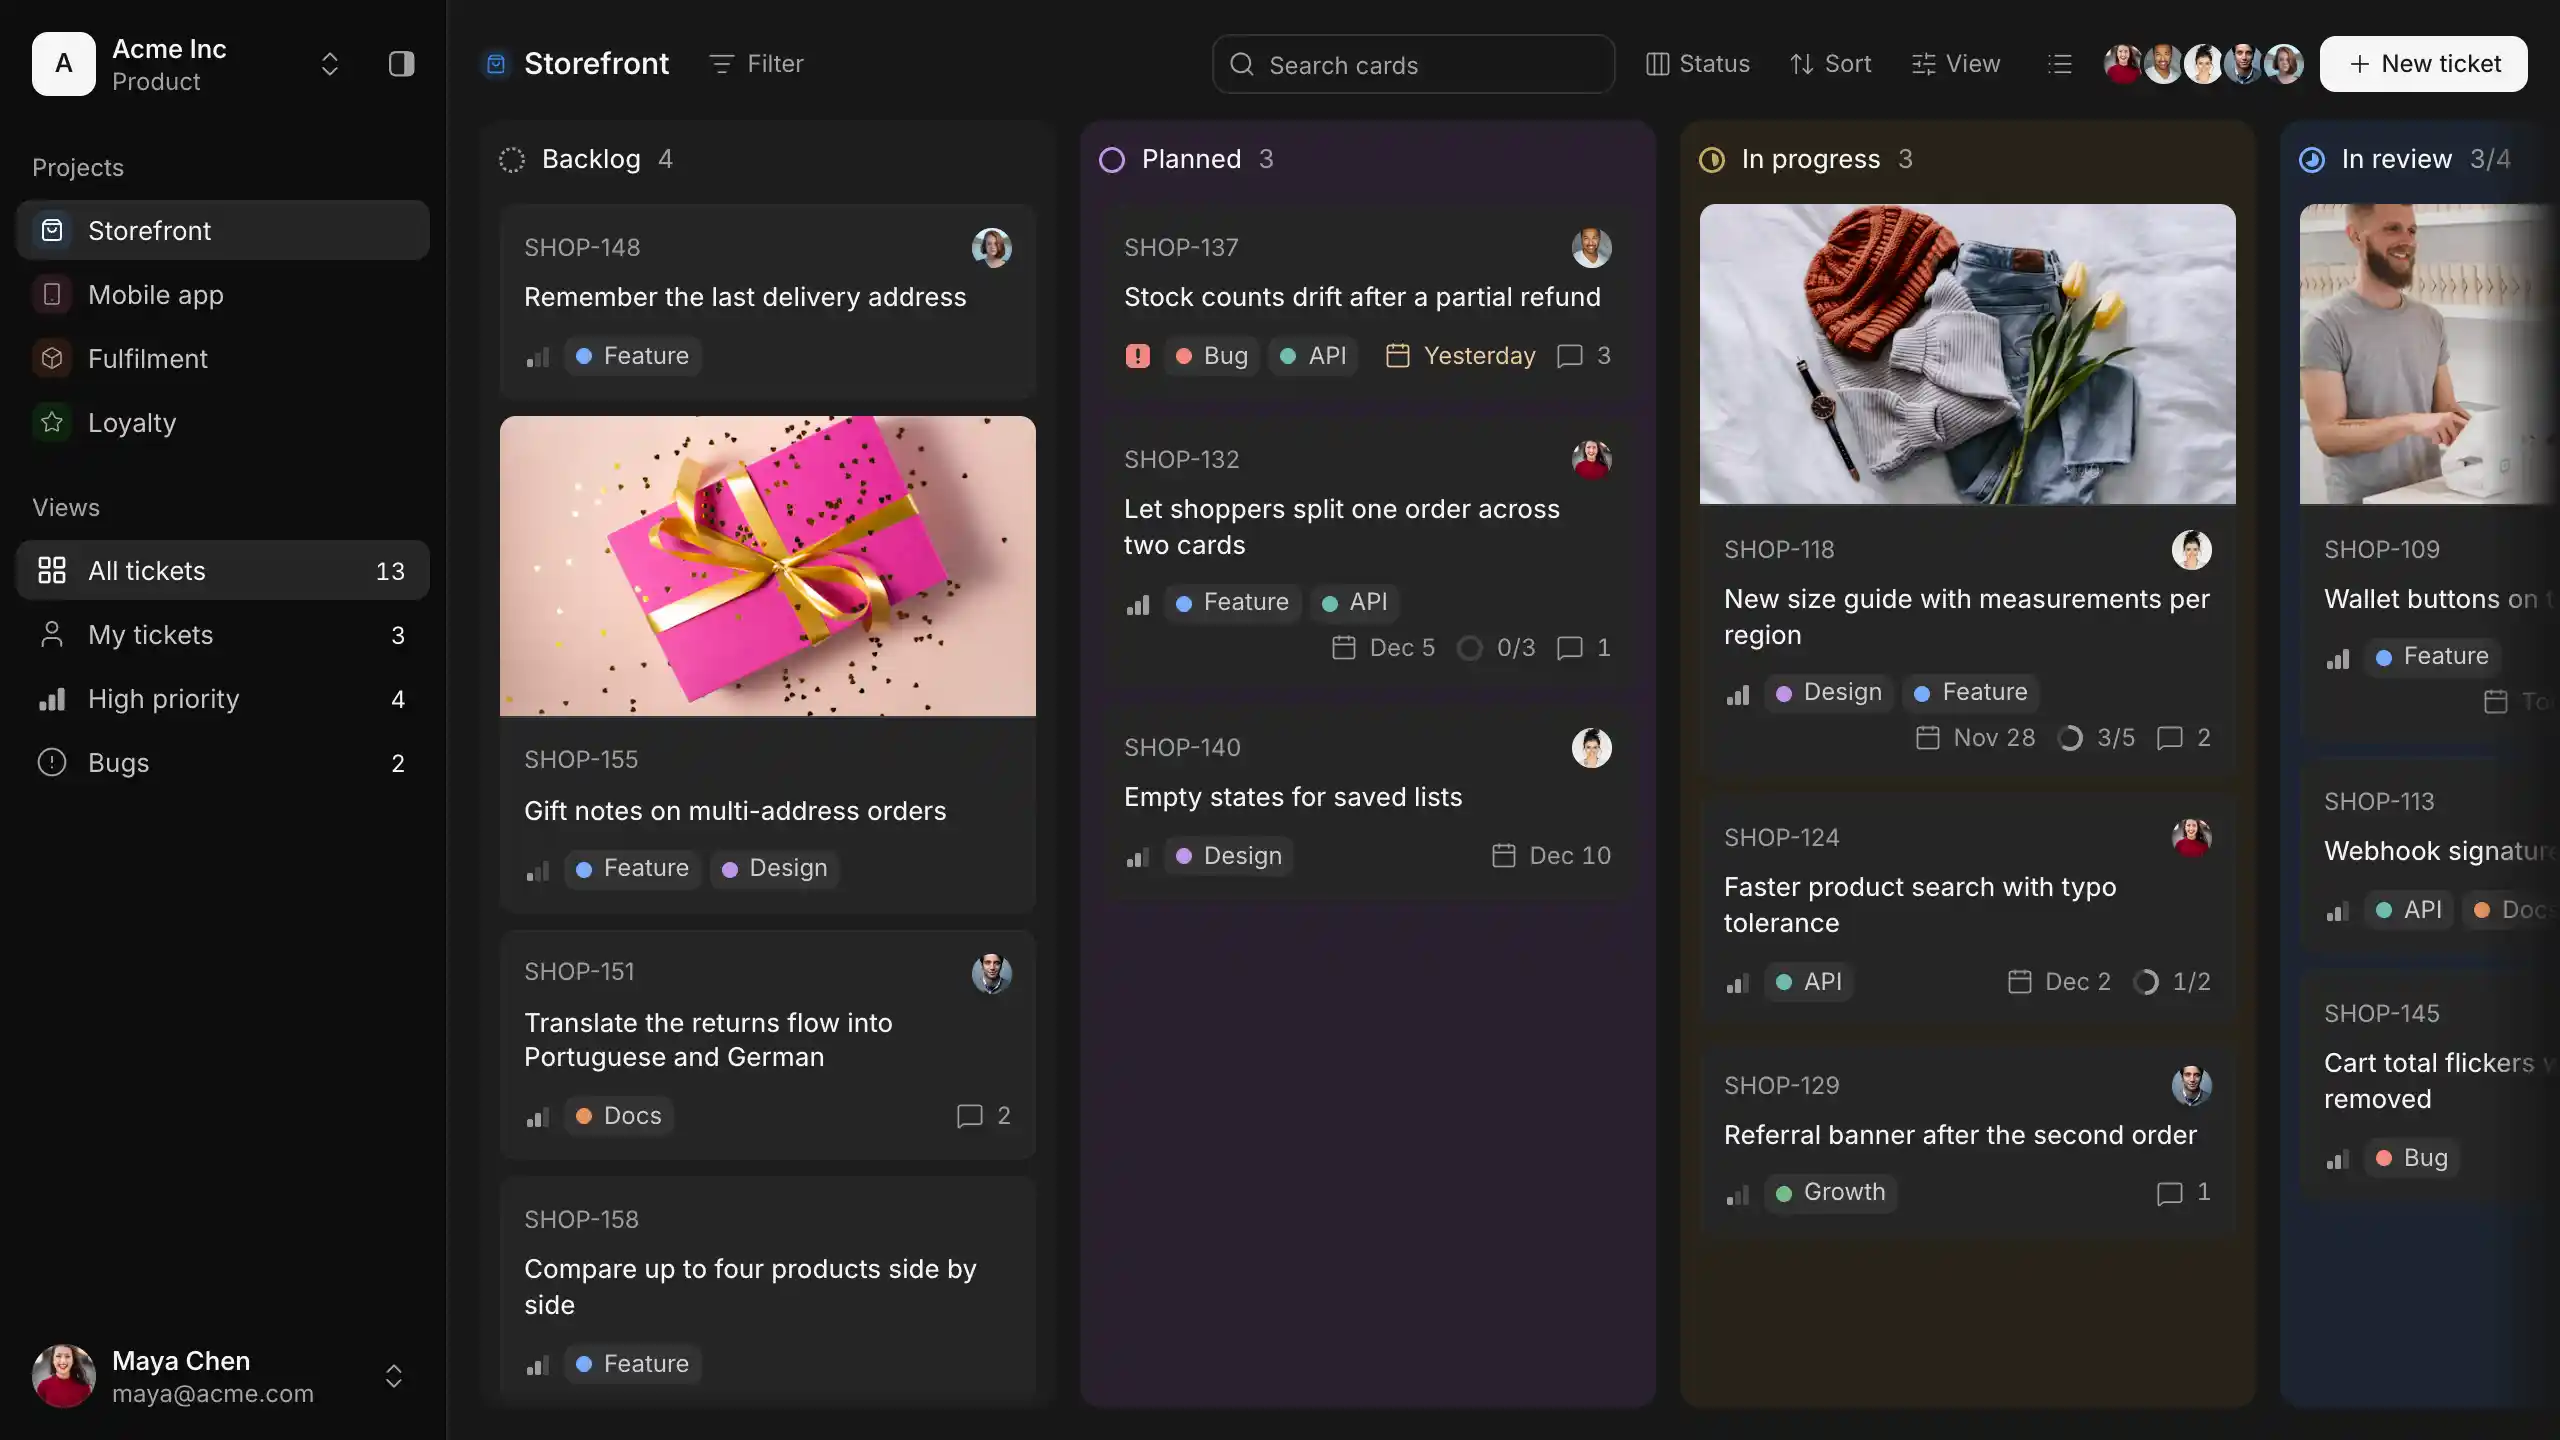 A
Acme Inc
Product
Projects
Storefront
Mobile app
Fulfilment
Loyalty
Views
All tickets 13
My tickets 3
High priority 4
Bugs 2
Maya Chen
maya@acme.com
Storefront
Filter
Search cards
Status
Sort
View
New ticket
Backlog 4
SHOP-148
Remember the last delivery address
Feature
SHOP-155
Gift notes on multi-address orders
Feature Design
SHOP-151
Translate the returns flow into
Portuguese and German
Docs 2
SHOP-158
Compare up to four products side by
side
Feature
Planned 3
SHOP-137
Stock counts drift after a partial refund
Bug API Yesterday 3
SHOP-132
Let shoppers split one order across
two cards
Feature API
Dec 5 0/3 1
SHOP-140
Empty states for saved lists
Design Dec 10
In progress 3
SHOP-118
New size guide with measurements per
region
Design Feature
Nov 28 3/5 2
SHOP-124
Faster product search with typo
tolerance
API Dec 2 1/2
SHOP-129
Referral banner after the second order
Growth 1
In review 3/4
SHOP-109
Wallet buttons on
Feature
SHOP-113
Webhook
API Docs
SHOP-145
Cart total flickers
removed
Bug